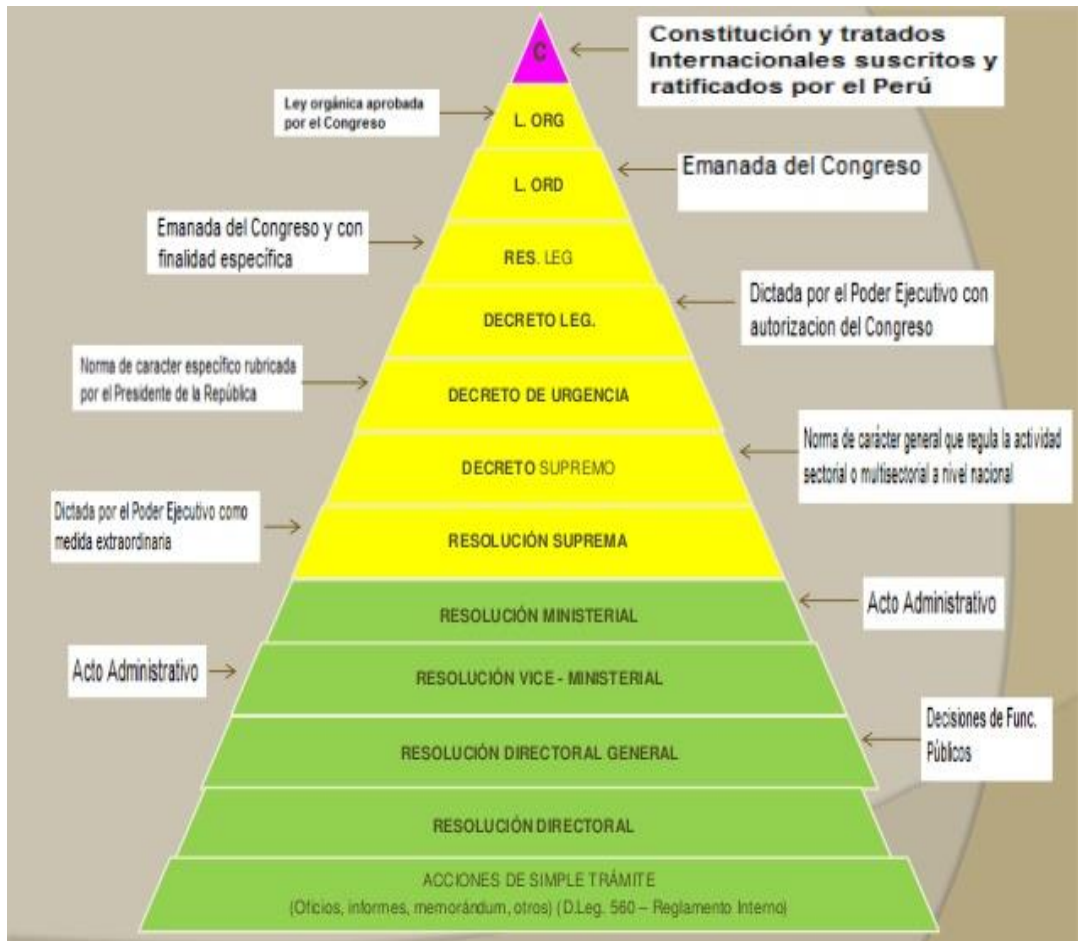 C
Constitución y tratados
Internacionales suscritos y
ratificados por el Perú
Ley orgánica aprobada
por el Congreso
L. ORG
L. ORD
Emanada del Congreso
Emanada del Congreso y con
finalidad específica
RES. LEG
Dictada por el Poder Ejecutivo con
autorizacion del Congreso
DECRETO LEG.
Norma de caracter específico rubricada
por el Presidente de la República
DECRETO DE URGENCIA
Norma de carácter general que regula la actividad
sectorial o multisectorial a nivel nacional
DECRETO SUPREMO
Dictada por el Poder Ejecutivo como
medida extraordinaria
RESOLUCIÓN SUPREMA
Acto Administrativo
RESOLUCIÓN MINISTERIAL
Acto Administrativo
RESOLUCIÓN VICE - MINISTERIAL
Decisiones de Func.
Públicos
RESOLUCIÓN DIRECTORAL GENERAL
RESOLUCIÓN DIRECTORAL
ACCIONES DE SIMPLE TRÁMITE
(Oficios, informes, memorándum, otros) (D.Leg. 560 – Reglamento Interno)